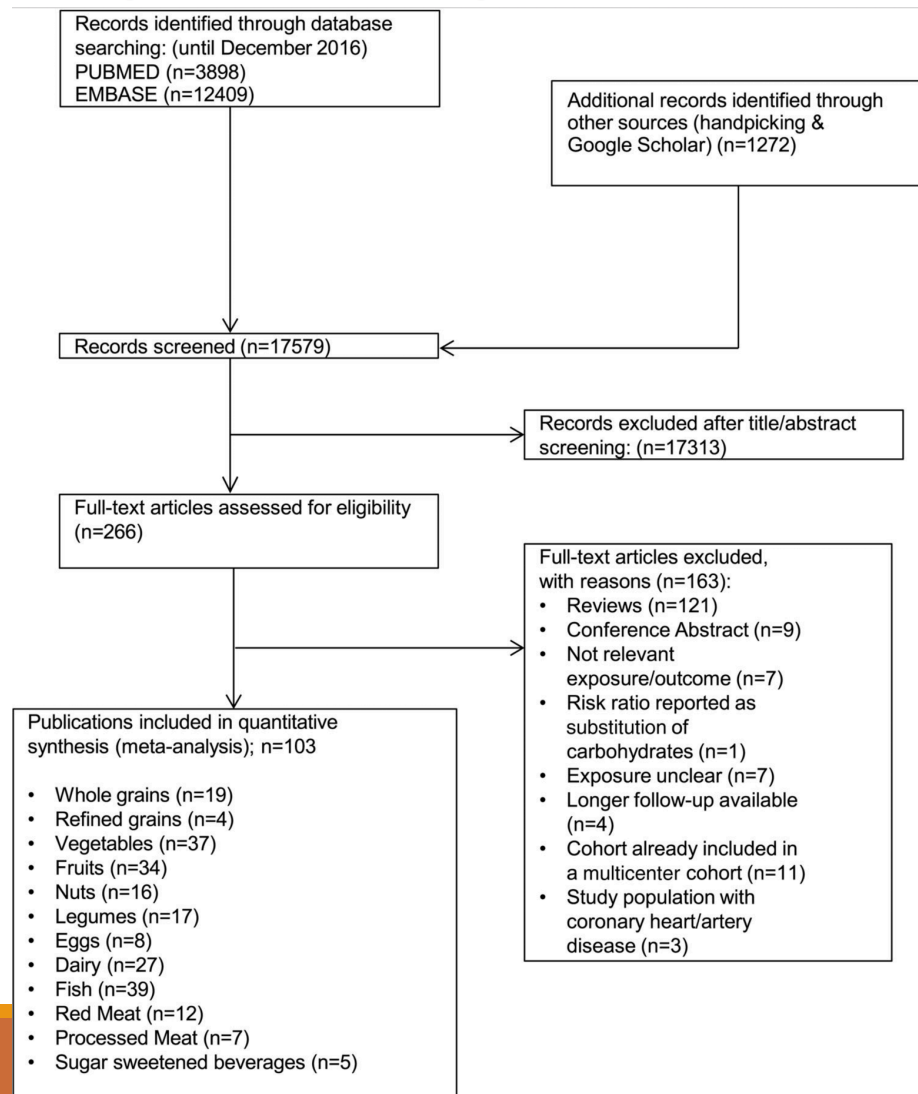 Records identified through database
searching: (until December 2016)
PUBMED (n=3898)
EMBASE (n=12409)
Additional records identified through
other sources (handpicking &
Google Scholar) (n=1272)
Records screened (n=17579)
Records excluded after title/abstract
screening: (n=17313)
Full-text articles assessed for eligibility
(n=266)
Full-text articles excluded,
with reasons (n=163):
• Reviews (n=121)
• Conference Abstract (n=9)
• Not relevant
exposure/outcome (n=7)
• Risk ratio reported as
substitution of
carbohydrates (n=1)
• Exposure unclear (n=7)
• Longer follow-up available
(n=4)
• Cohort already included in
a multicenter cohort (n=11)
• Study population with
coronary heart/artery
disease (n=3)
Publications included in quantitative
synthesis (meta-analysis); n=103
• Whole grains (n=19)
• Refined grains (n=4)
• Vegetables (n=37)
• Fruits (n=34)
• Nuts (n=16)
• Legumes (n=17)
• Eggs (n=8)
• Dairy (n=27)
• Fish (n=39)
• Red Meat (n=12)
• Processed Meat (n=7)
• Sugar sweetened beverages (n=5)